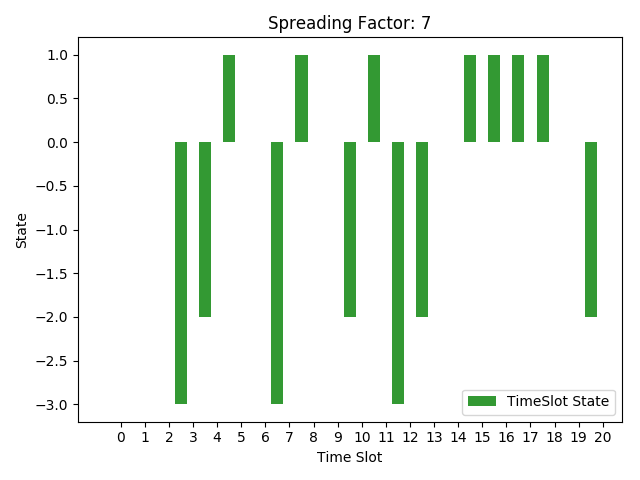 Spreading Factor: 7
State
1.0
0.5
0.0
−0.5
−1.0
−1.5
−2.0
−2.5
−3.0
TimeSlot State
0 1 2 3 4 5 6 7 8 9 10 11 12 13 14 15 16 17 18 19 20
Time Slot